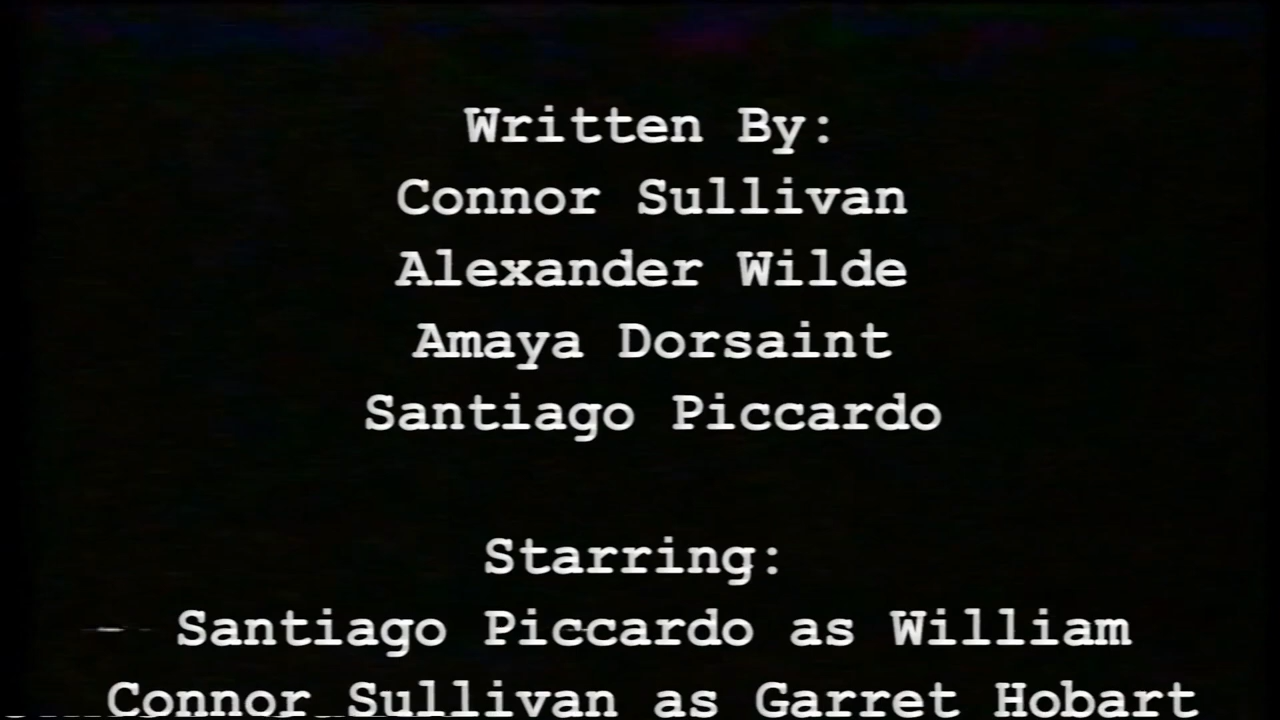 Written By:
Connor Sullivan
Alexander Wilde
Amaya Dorsaint
Santiago Piccardo
Starring:
Santiago Piccardo as William
Connor Sullivan as Garret Hobart